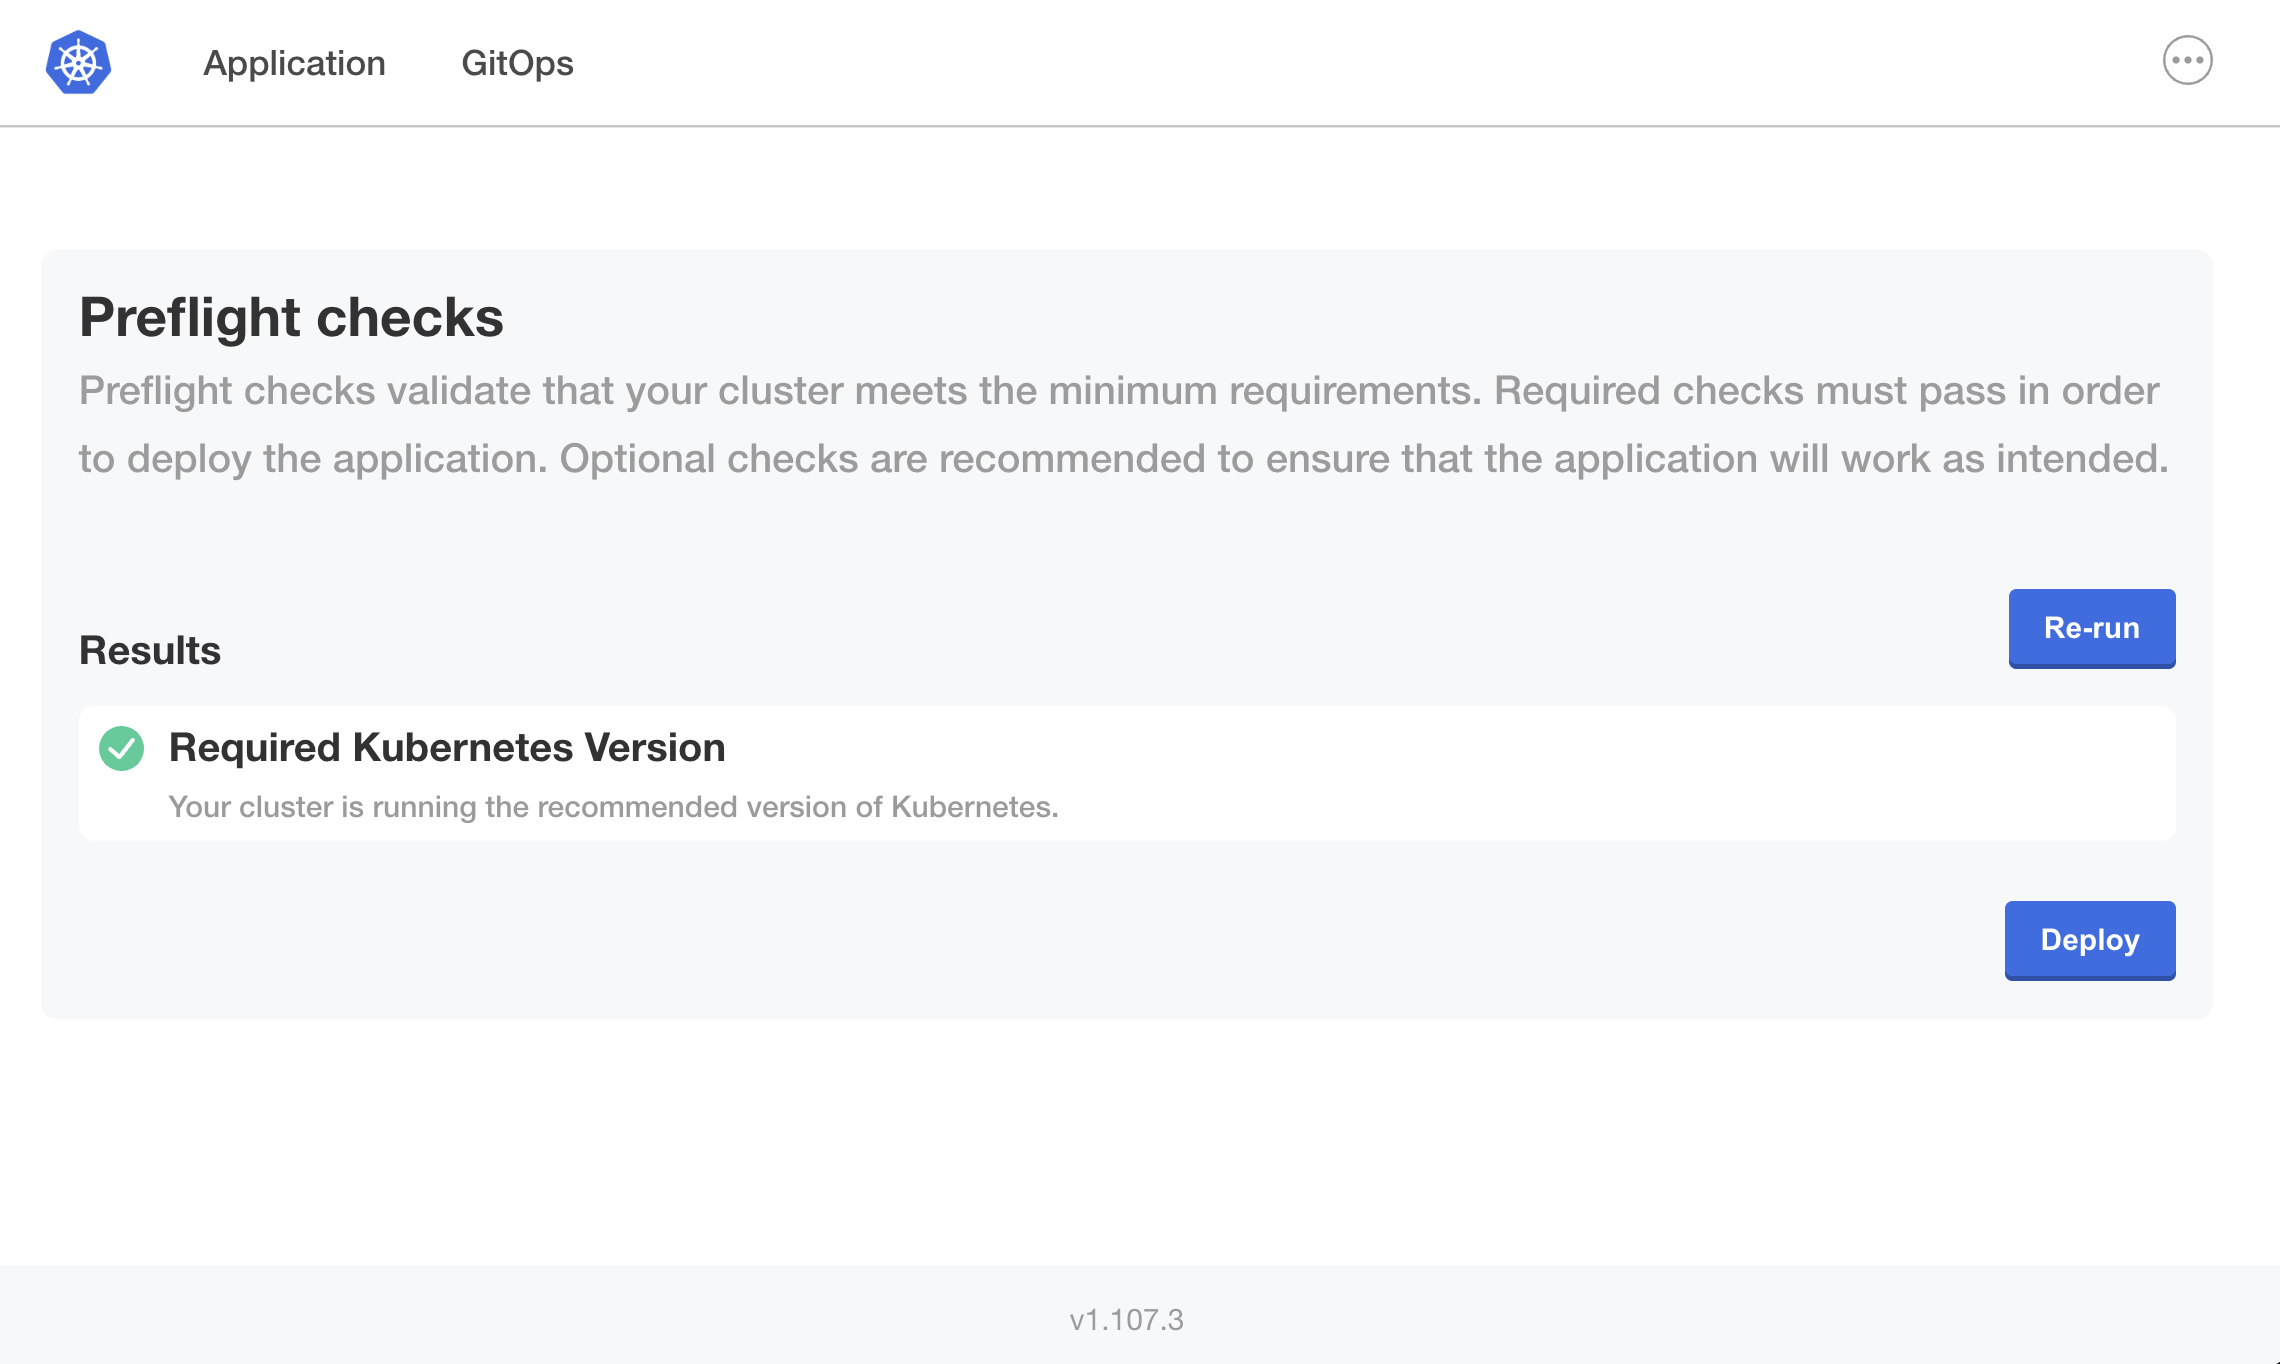 Application
GitOps
Preflight checks
Preflight checks validate that your cluster meets the minimum requirements. Required checks must pass in order
to deploy the application. Optional checks are recommended to ensure that the application will work as intended.
Re-run
Results
Required Kubernetes Version
Your cluster is running the recommended version of Kubernetes.
Deploy
v1.107.3